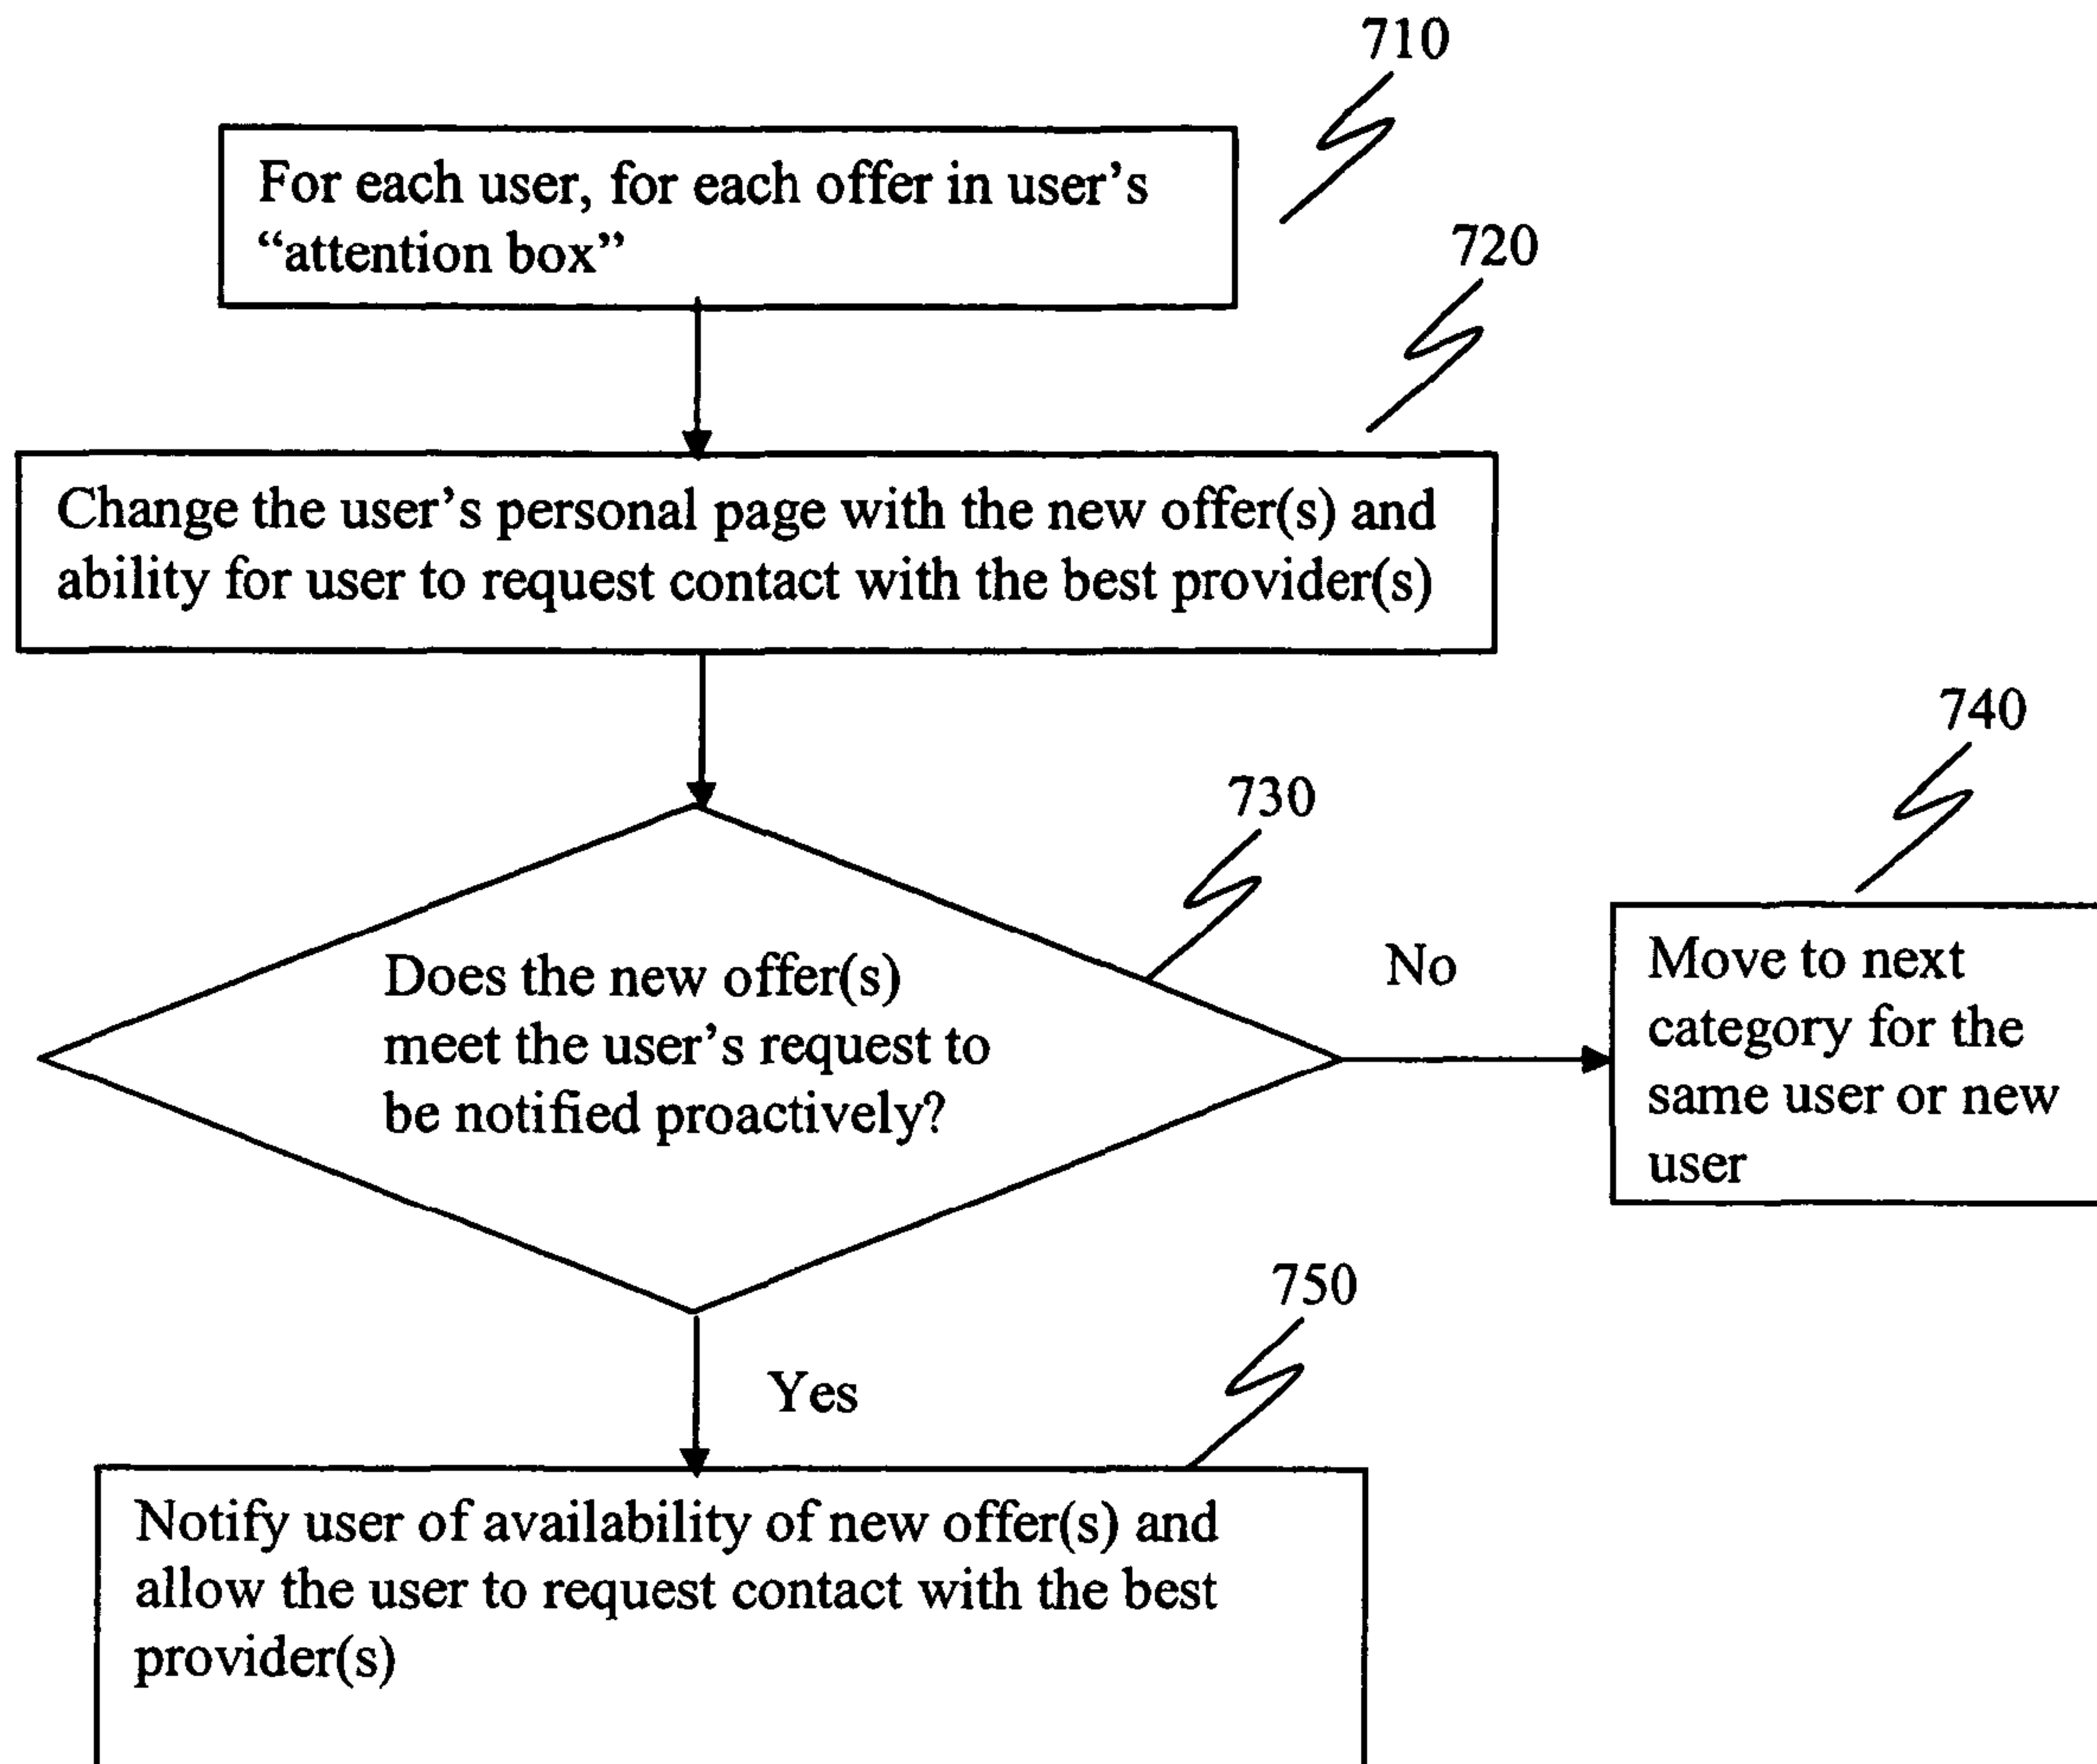 710
For each user, for each offer in user’s
“attention box”
720
Change the user’s personal page with the new offer(s) and
ability for user to request contact with the best provider(s)
730
Does the new offer(s)
meet the user’s request to
be notified proactively?
No
740
Move to next
category for the
same user or new
user
Yes
750
Notify user of availability of new offer(s) and
allow the user to request contact with the best
provider(s)